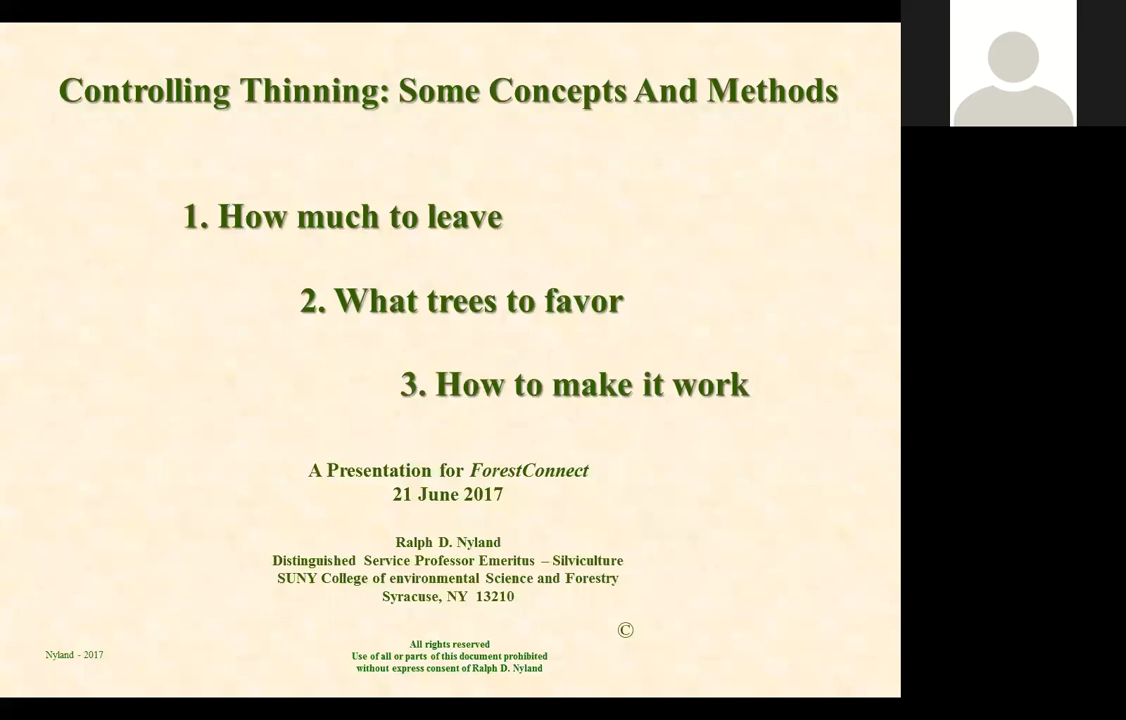 Controlling Thinning: Some Concepts And Methods
1. How much to leave
2. What trees to favor
3. How to make it work
A Presentation for ForestConnect
21 June 2017
Ralph D. Nyland
Distinguished Service Professor Emeritus – Silviculture
SUNY College of environmental Science and Forestry
Syracuse, NY 13210
©
All rights reserved
Use of all or parts of this document prohibited
without express consent of Ralph D. Nyland
Nyland - 2017